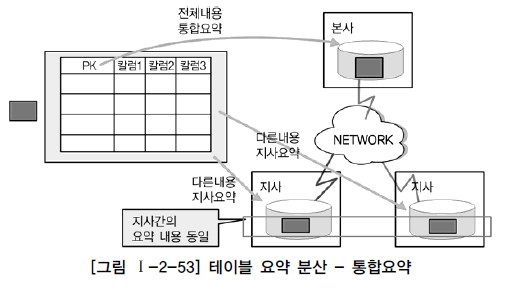 전체내용
통합요약
본사
PK 칼럼1 칼럼2 칼럼3
다른내용
지사요약
NETWORK
다른내용
지사요약
지사
지사
지사간의
요약 내용 동일
[그림 Ⅰ-2-53] 테이블 요약 분산 - 통합요약